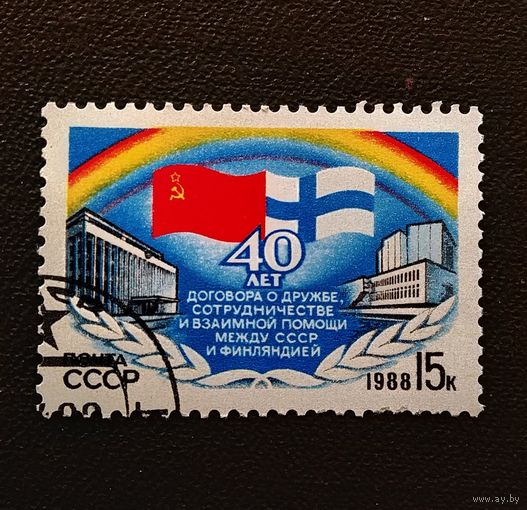 40
ЛЕТ
ДОГОВОРА О ДРУЖБЕ,
СОТРУДНИЧЕСТВЕ
И ВЗАИМНОЙ ПОМОЩИ
МЕЖДУ СССР
И ФИНЛЯНДИЕЙ
ПОЧТА
СССР
1988 15к
www.ay.by